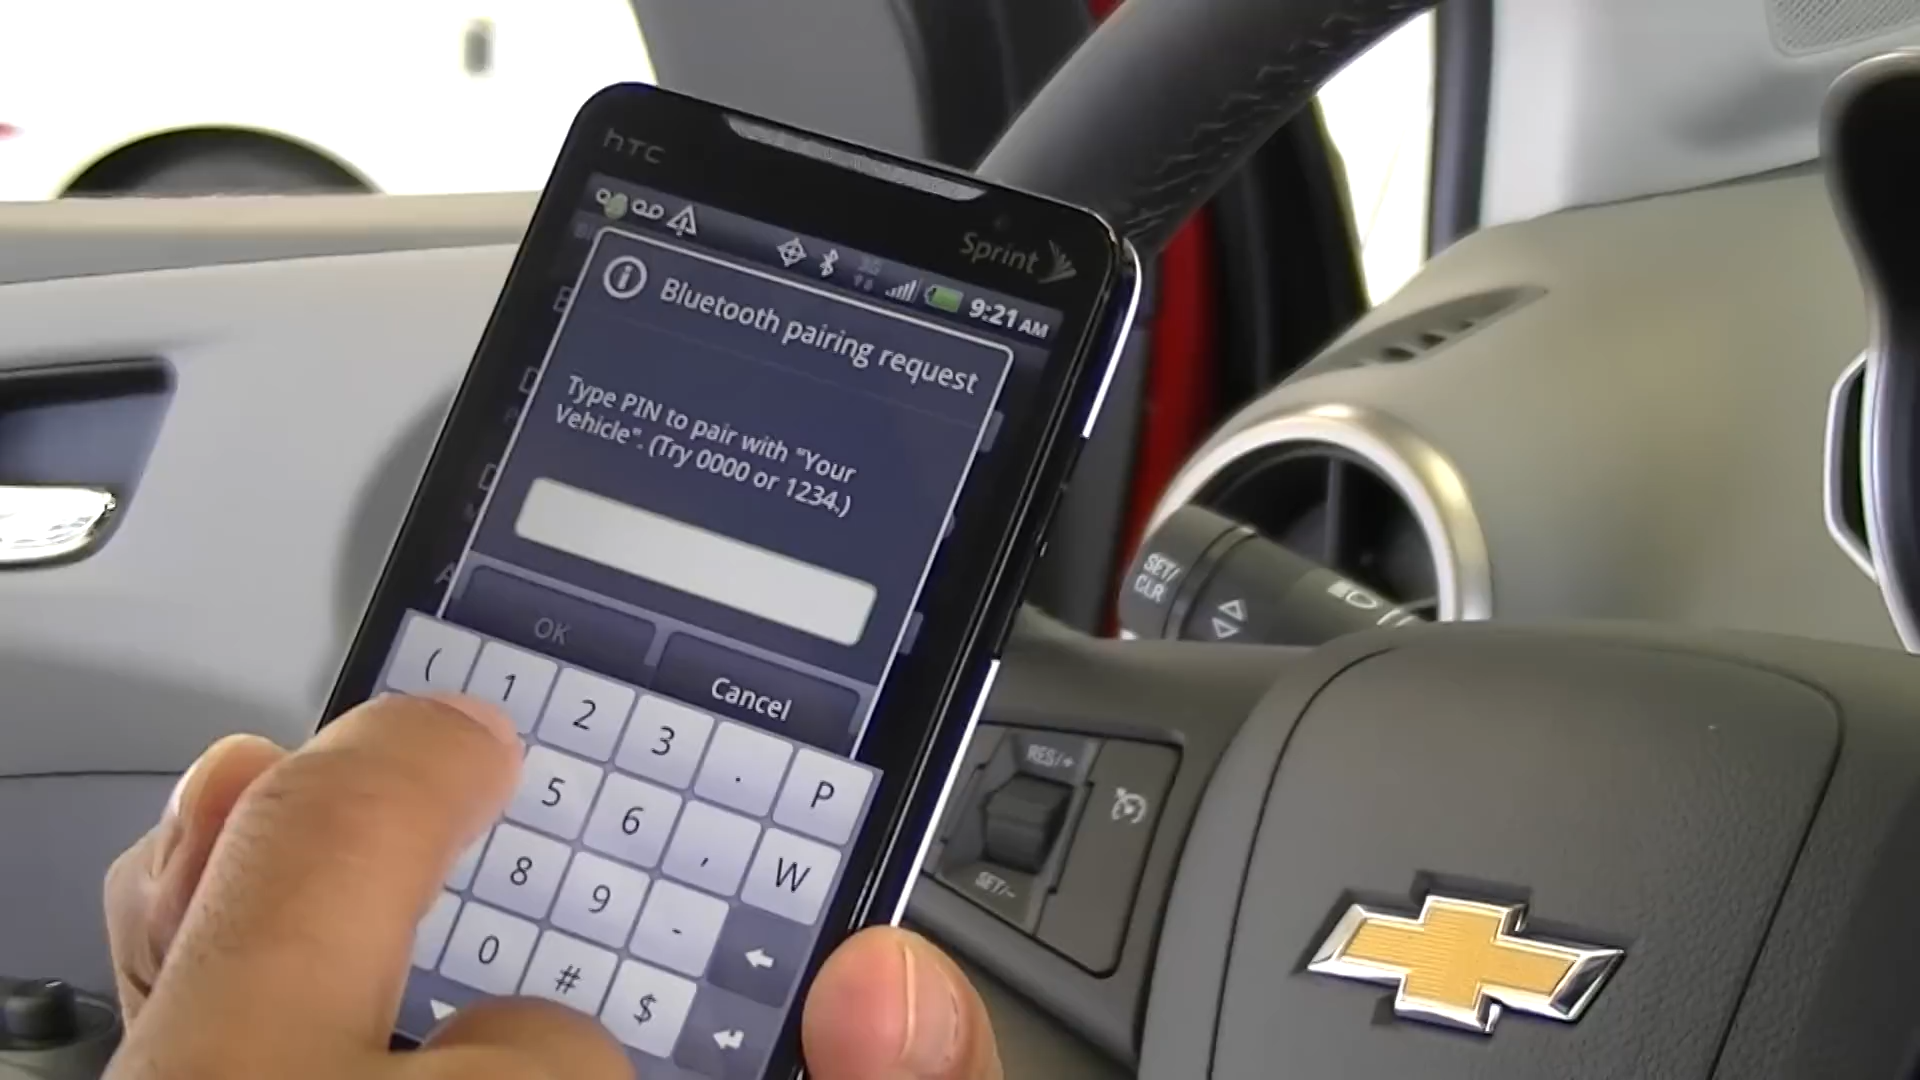 hTC
Sprint
3G
9:21 AM
Bluetooth pairing request
Type PIN to pair with "Your
Vehicle". (Try 0000 or 1234.)
OK
Cancel
( 1 2 3 . P
5 6 , W
8 9 -
0 # $
SET/
CLR
RES/+
SET/-